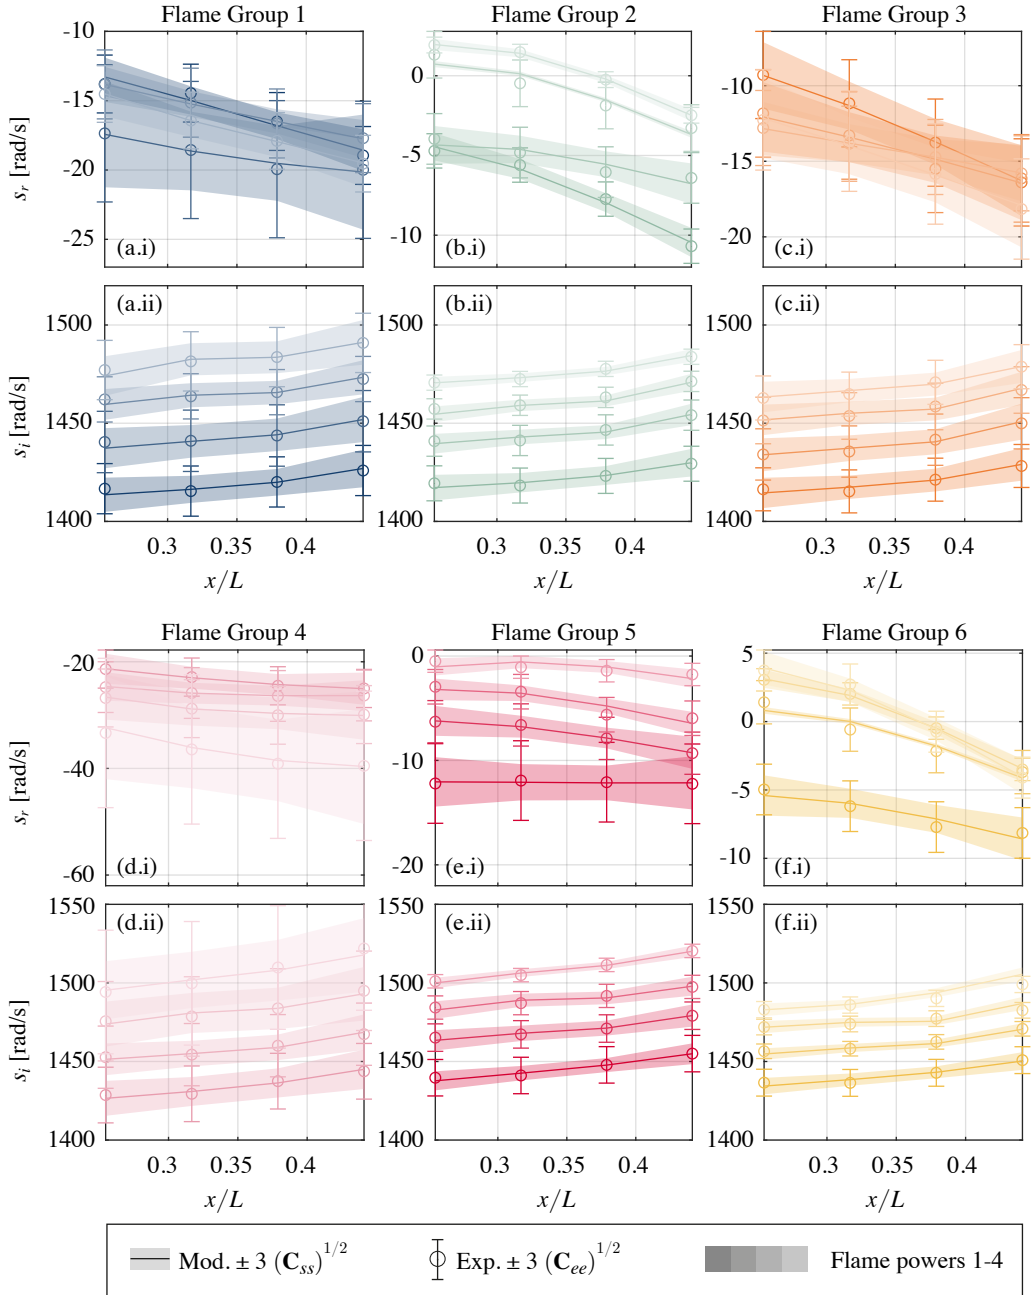 Flame Group 1
Flame Group 2
Flame Group 3
-10
-15
-20
-25
s_r [rad/s]
(a.i)
0
-5
-10
(b.i)
-10
-15
-20
(c.i)
1500
1450
1400
s_i [rad/s]
(a.ii)
0.3 0.35 0.4
x/L
1500
1450
1400
(b.ii)
0.3 0.35 0.4
x/L
1500
1450
1400
(c.ii)
0.3 0.35 0.4
x/L
Flame Group 4
Flame Group 5
Flame Group 6
-20
-40
-60
s_r [rad/s]
(d.i)
0
-10
-20
(e.i)
5
0
-5
-10
(f.i)
1550
1500
1450
1400
s_i [rad/s]
(d.ii)
0.3 0.35 0.4
x/L
1550
1500
1450
1400
(e.ii)
0.3 0.35 0.4
x/L
1550
1500
1450
1400
(f.ii)
0.3 0.35 0.4
x/L
Mod. ± 3 (C_ss)^1/2
Exp. ± 3 (C_ee)^1/2
Flame powers 1-4